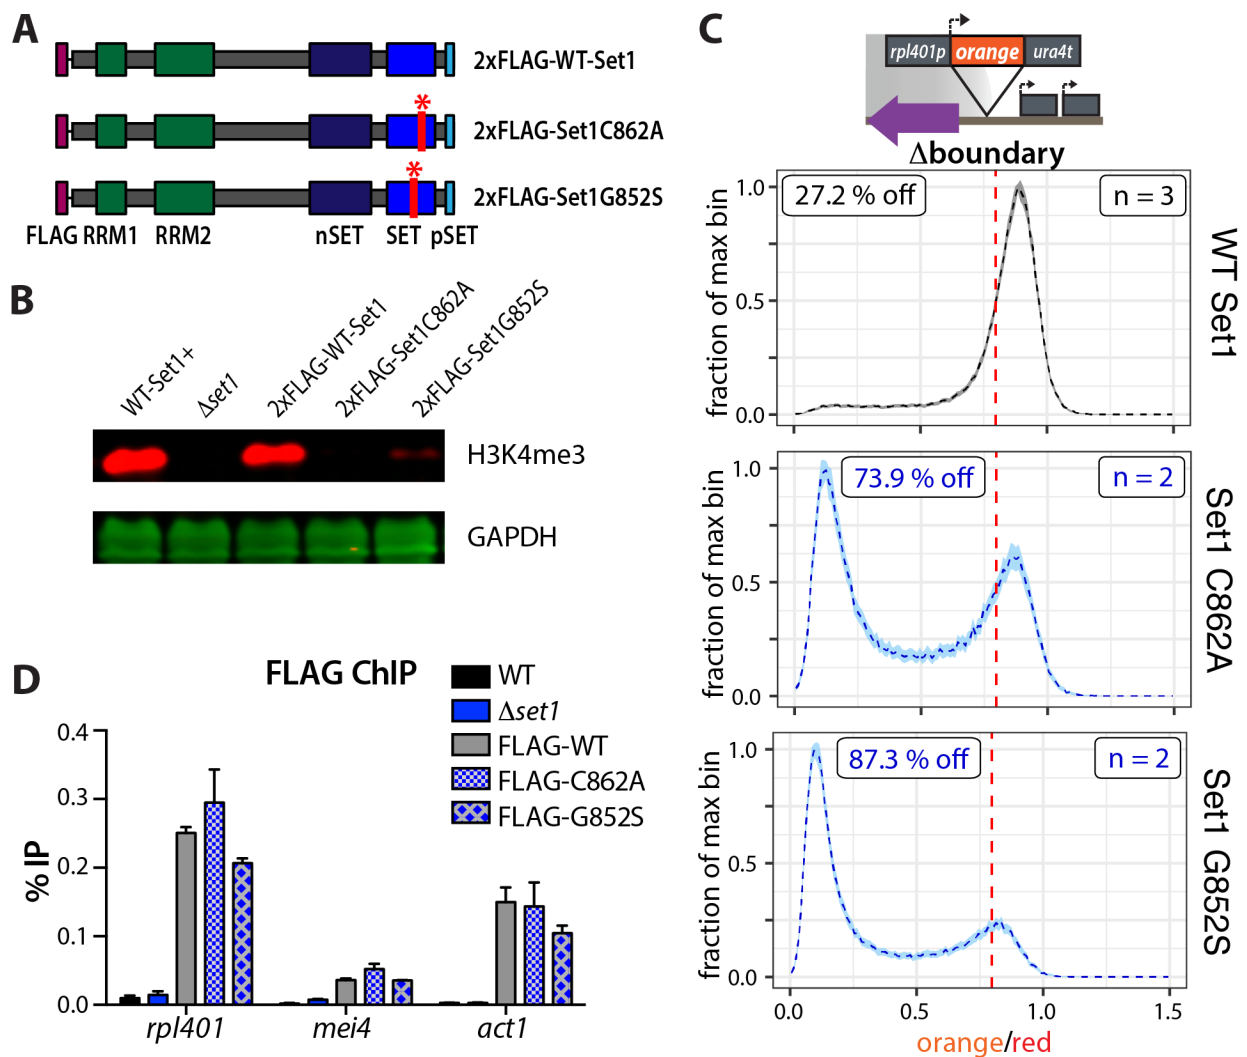 A
2xFLAG-WT-Set1
*
2xFLAG-Set1C862A
*
2xFLAG-Set1G852S
FLAG RRM1 RRM2 nSET SET pSET
B
WT-Set1+
Δset1
2xFLAG-WT-Set1
2xFLAG-Set1C862A
2xFLAG-Set1G852S
H3K4me3
GAPDH
C
rpl401p orange ura4t
Δboundary
27.2 % off
n = 3
1.0
0.5
0.0
fraction of max bin
WT Set1
73.9 % off
n = 2
1.0
0.5
0.0
fraction of max bin
Set1 C862A
87.3 % off
n = 2
1.0
0.5
0.0
fraction of max bin
Set1 G852S
0.0 0.5 1.0 1.5
orange/red
D
FLAG ChIP
WT
Δset1
FLAG-WT
FLAG-C862A
FLAG-G852S
0.4
0.3
0.2
0.1
0.0
% IP
rpl401 mei4 act1